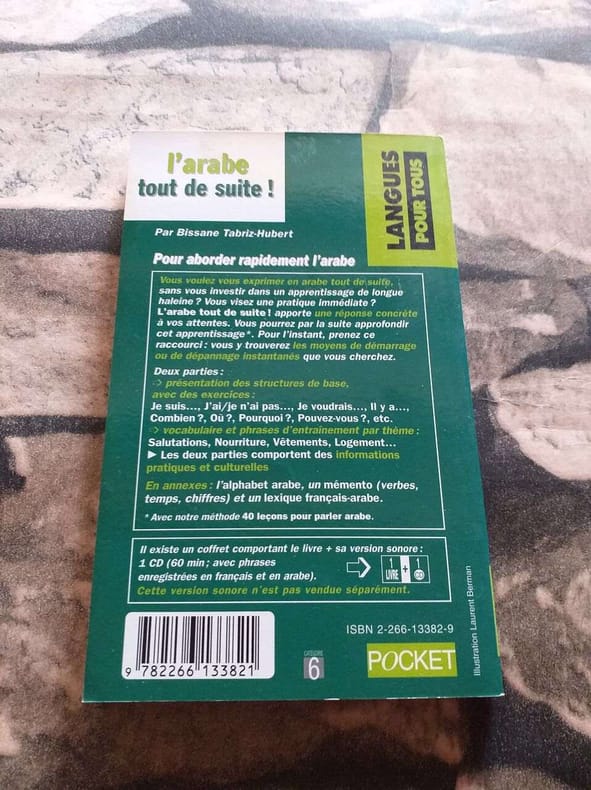 l'arabe
tout de suite !
LANGUES
POUR TOUS
Par Bissane Tabriz-Hubert
Pour aborder rapidement l'arabe
Vous voulez vous exprimer en arabe tout de suite,
sans vous investir dans un apprentissage de longue
haleine ? Vous visez une pratique immédiate ?
L'arabe tout de suite ! apporte une réponse concrète
à vos attentes. Vous pourrez par la suite approfondir
cet apprentissage*. Pour l'instant, prenez ce
raccourci : vous y trouverez les moyens de démarrage
ou de dépannage instantanés que vous cherchez.
Deux parties :
-> présentation des structures de base,
avec des exercices :
Je suis..., J'ai/je n'ai pas..., Je voudrais..., Il y a...,
Combien ?, Où ?, Pourquoi ?, Pouvez-vous ?, etc.
-> vocabulaire et phrases d'entraînement par thème :
Salutations, Nourriture, Vêtements, Logement...
► Les deux parties comportent des informations
pratiques et culturelles
En annexes : l'alphabet arabe, un mémento (verbes,
temps, chiffres) et un lexique français-arabe.
* Avec notre méthode 40 leçons pour parler arabe.
Il existe un coffret comportant le livre + sa version sonore :
1 CD (60 min ; avec phrases
enregistrées en français et en arabe).
1 LIVRE + 1 CD
Cette version sonore n'est pas vendue séparément.
ISBN 2-266-13382-9
9 782266 133821
CATÉGORIE
6
POCKET
Illustration Laurent Berman